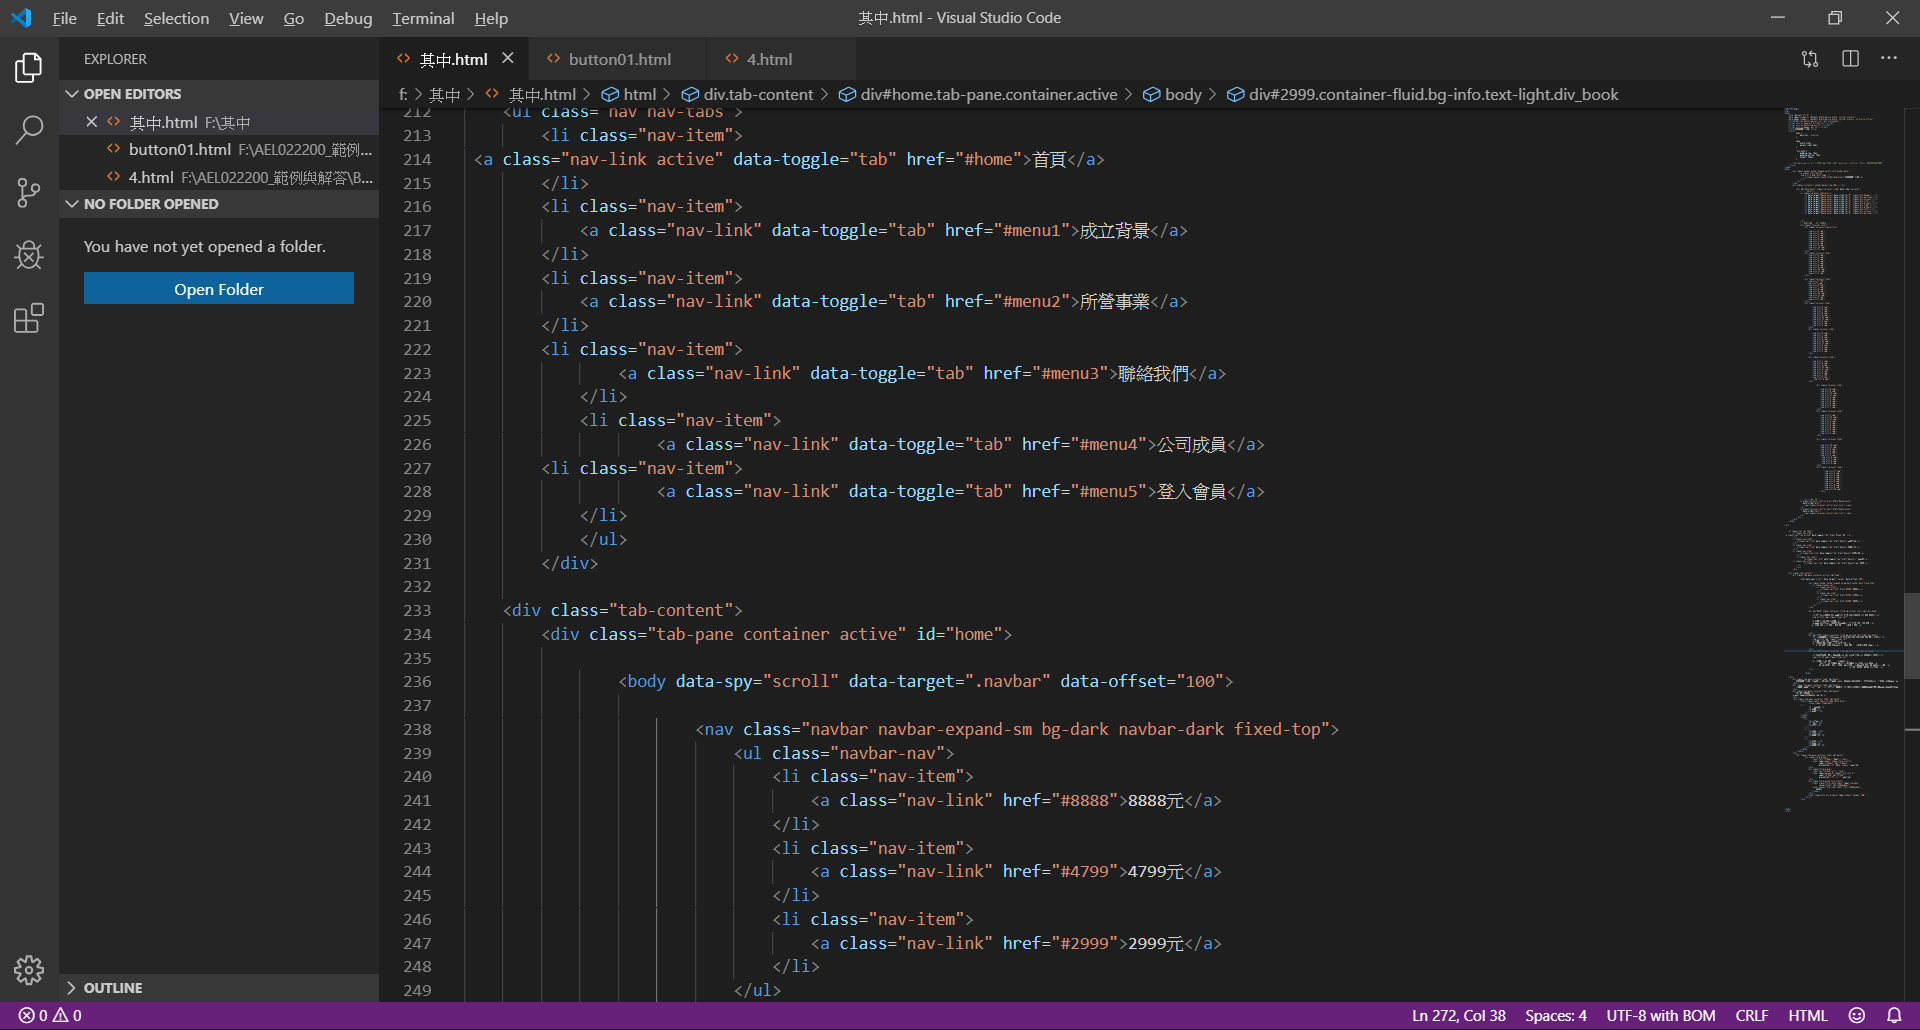 File Edit Selection View Go Debug Terminal Help
其中.html - Visual Studio Code
EXPLORER
OPEN EDITORS
其中.html F:\其中
button01.html F:\AEL022200_範例...
4.html F:\AEL022200_範例與解答\B...
NO FOLDER OPENED
You have not yet opened a folder.
Open Folder
OUTLINE
其中.html
button01.html
4.html
f: > 其中 > 其中.html > html > div.tab-content > div#home.tab-pane.container.active > body > div#2999.container-fluid.bg-info.text-light.div_book
212 <ul class="nav nav-tabs">
213 <li class="nav-item">
214 <a class="nav-link active" data-toggle="tab" href="#home">首頁</a>
215 </li>
216 <li class="nav-item">
217 <a class="nav-link" data-toggle="tab" href="#menu1">成立背景</a>
218 </li>
219 <li class="nav-item">
220 <a class="nav-link" data-toggle="tab" href="#menu2">所營事業</a>
221 </li>
222 <li class="nav-item">
223 <a class="nav-link" data-toggle="tab" href="#menu3">聯絡我們</a>
224 </li>
225 <li class="nav-item">
226 <a class="nav-link" data-toggle="tab" href="#menu4">公司成員</a>
227 <li class="nav-item">
228 <a class="nav-link" data-toggle="tab" href="#menu5">登入會員</a>
229 </li>
230 </ul>
231 </div>
232
233 <div class="tab-content">
234 <div class="tab-pane container active" id="home">
235
236 <body data-spy="scroll" data-target=".navbar" data-offset="100">
237
238 <nav class="navbar navbar-expand-sm bg-dark navbar-dark fixed-top">
239 <ul class="navbar-nav">
240 <li class="nav-item">
241 <a class="nav-link" href="#8888">8888元</a>
242 </li>
243 <li class="nav-item">
244 <a class="nav-link" href="#4799">4799元</a>
245 </li>
246 <li class="nav-item">
247 <a class="nav-link" href="#2999">2999元</a>
248 </li>
249 </ul>
0 0
Ln 272, Col 38 Spaces: 4 UTF-8 with BOM CRLF HTML